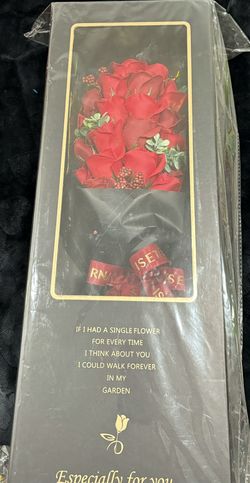 IF I HAD A SINGLE FLOWER
FOR EVERY TIME
I THINK ABOUT YOU
I COULD WALK FOREVER
IN MY
GARDEN
Especially for you